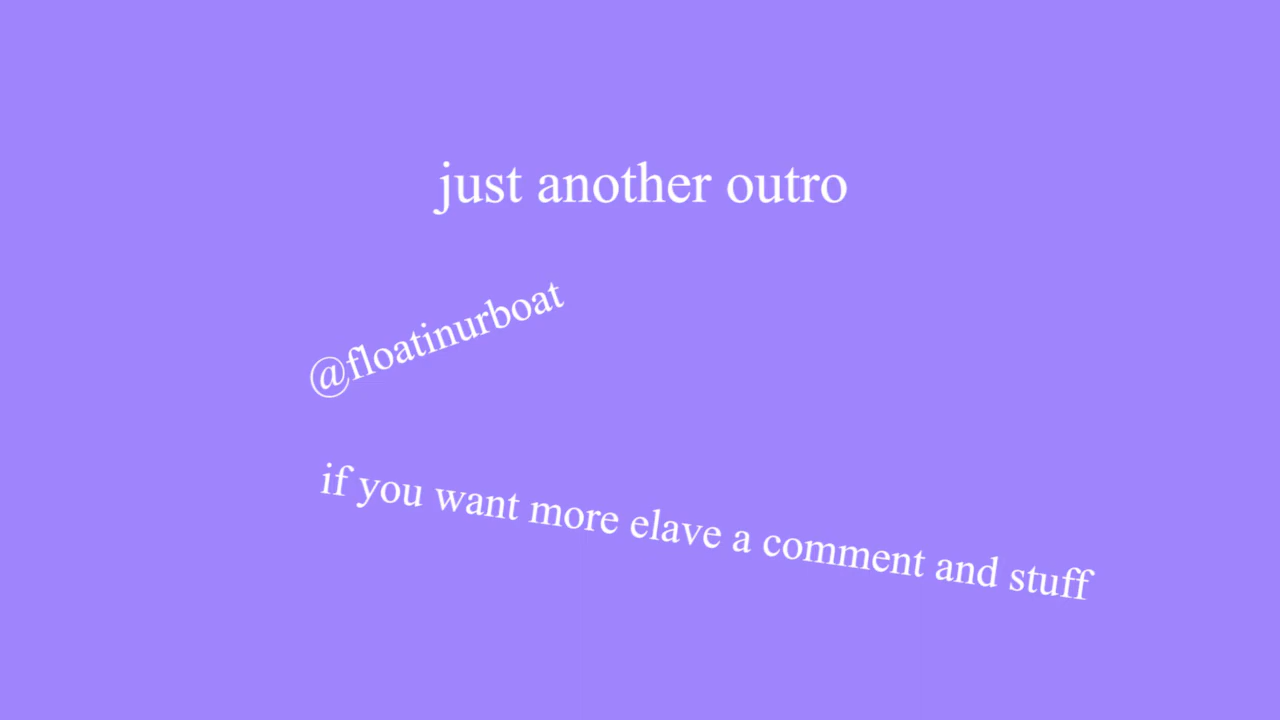 just another outro
@floatinurboat
if you want more elave a comment and stuff